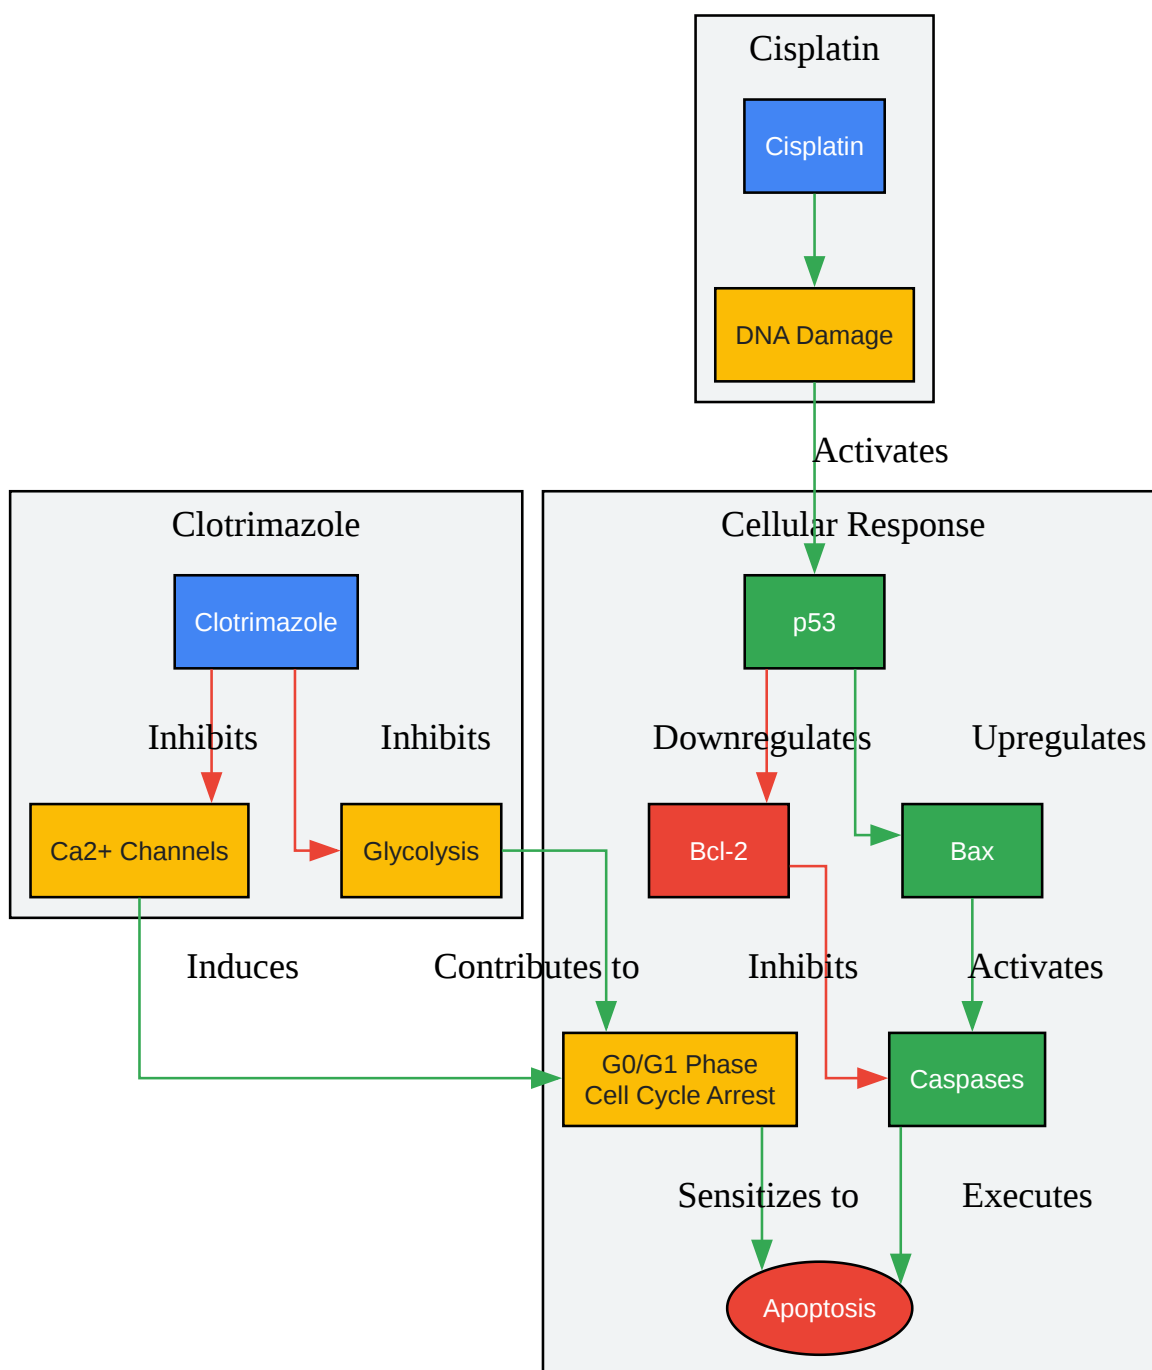 Cisplatin
Cisplatin
DNA Damage
Activates
Clotrimazole
Cellular Response
Clotrimazole
p53
Inhibits
Inhibits
Downregulates
Upregulates
Ca2+ Channels
Glycolysis
Bcl-2
Bax
Induces
Contributes to
Inhibits
Activates
G0/G1 Phase
Cell Cycle Arrest
Caspases
Sensitizes to
Executes
Apoptosis